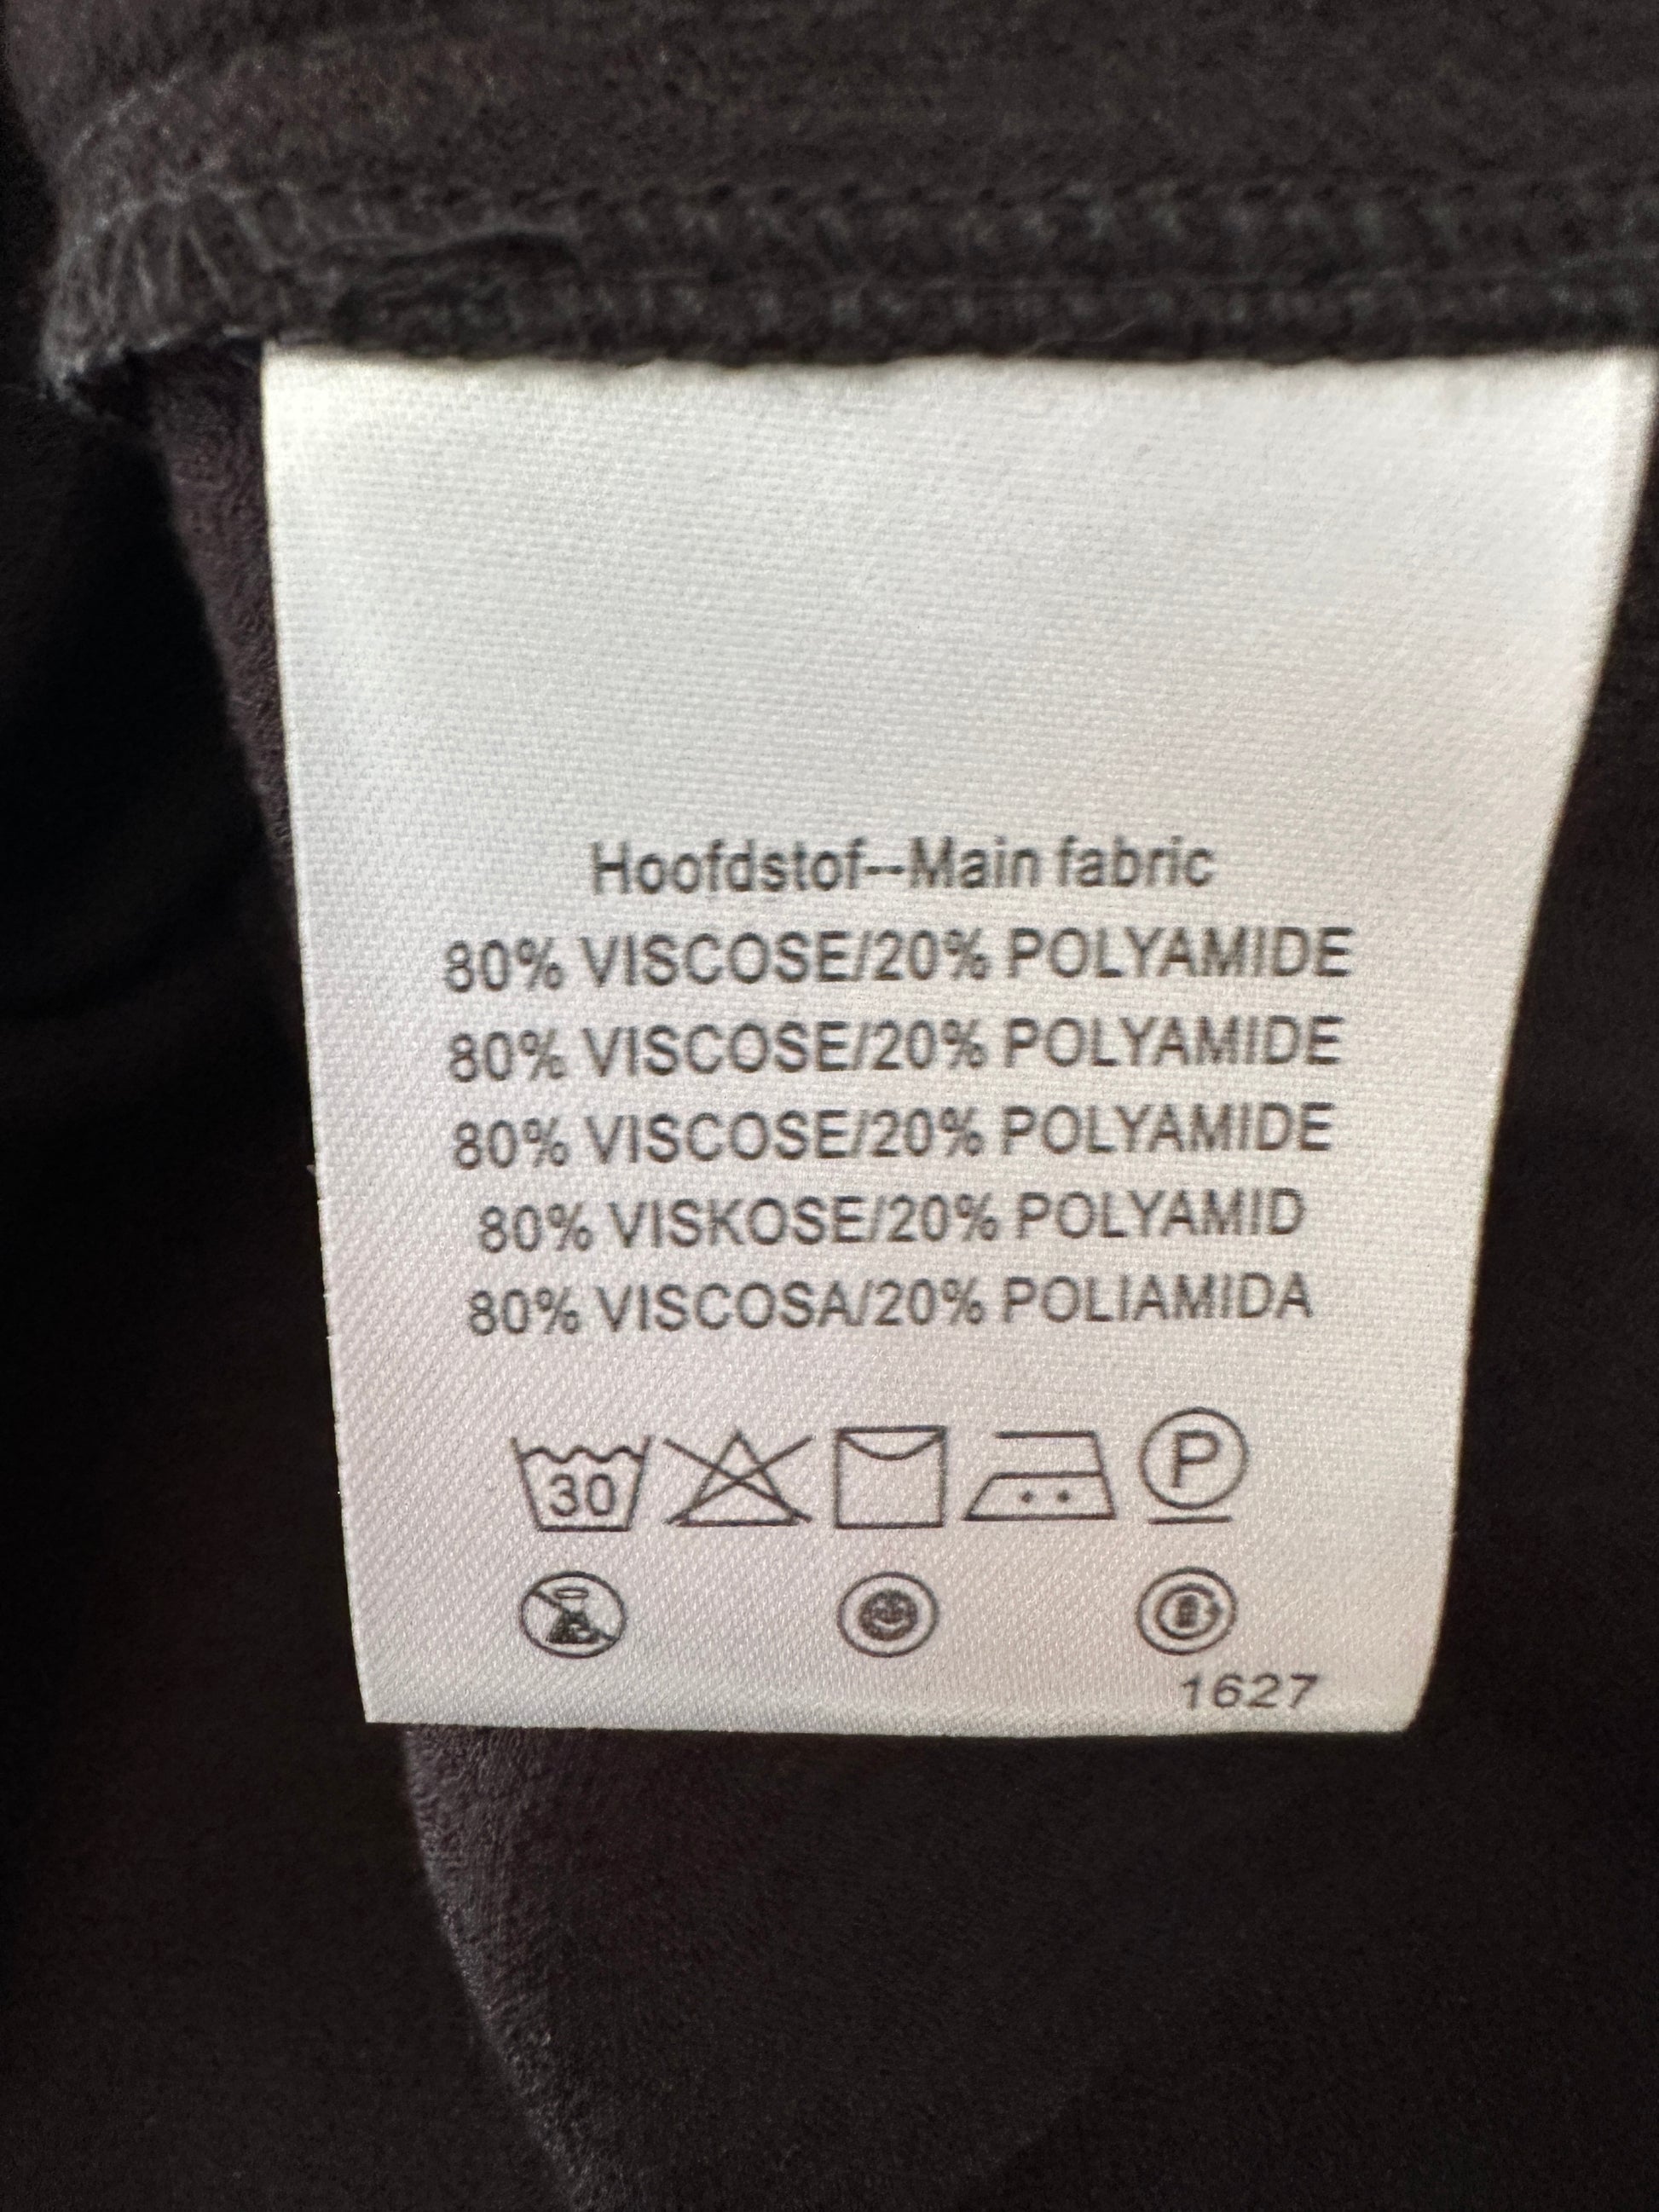 Hoofdstof--Main fabric
80% VISCOSE/20% POLYAMIDE
80% VISCOSE/20% POLYAMIDE
80% VISCOSE/20% POLYAMIDE
80% VISKOSE/20% POLYAMID
80% VISCOSA/20% POLIAMIDA
30 P
1627